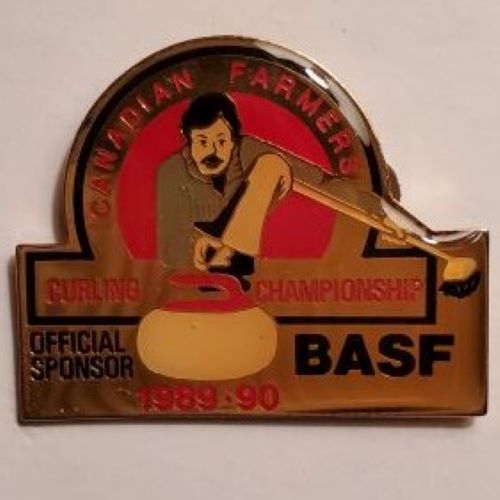 CANADIAN FARMERS
CURLING CHAMPIONSHIP
OFFICIAL
SPONSOR
BASF
1989·90